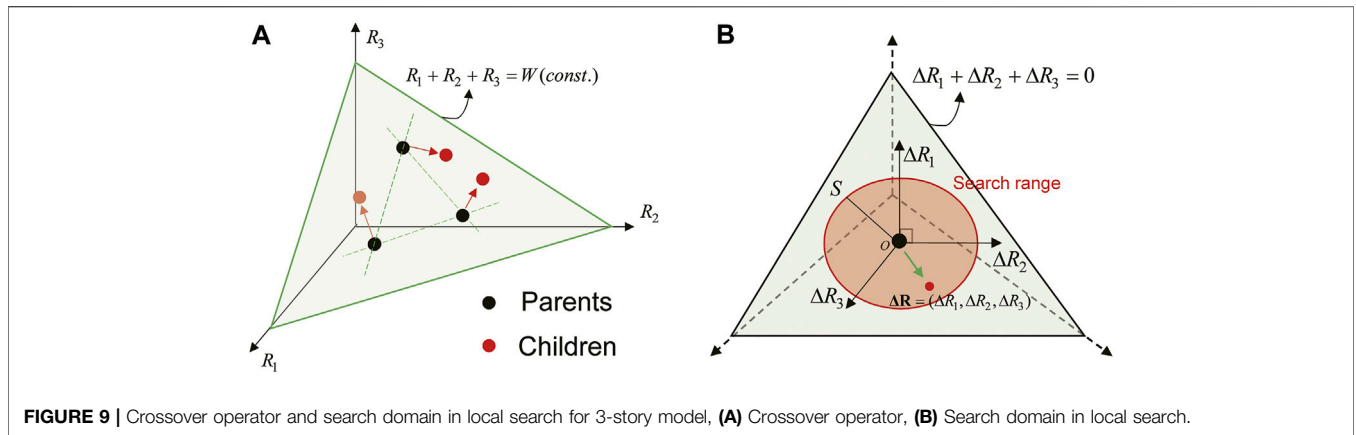 A
R₃
R₁ + R₂ + R₃ = W(const.)
R₂
R₁
Parents
Children
B
ΔR₁ + ΔR₂ + ΔR₃ = 0
ΔR₁
Search range
S
O
ΔR₂
ΔR₃
ΔR = (ΔR₁, ΔR₂, ΔR₃)
FIGURE 9 | Crossover operator and search domain in local search for 3-story model, (A) Crossover operator, (B) Search domain in local search.